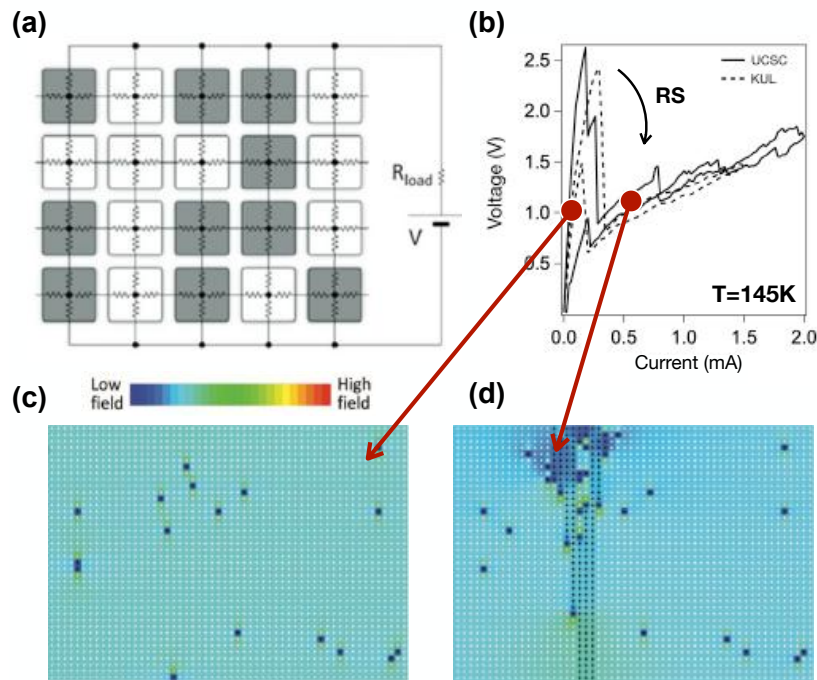 (a)
R_load
V
(b)
Voltage (V)
2.5
2.0
1.5
1.0
0.5
UCSC
KUL
RS
T=145K
0.0 0.5 1.0 1.5 2.0
Current (mA)
(c)
Low field
High field
(d)